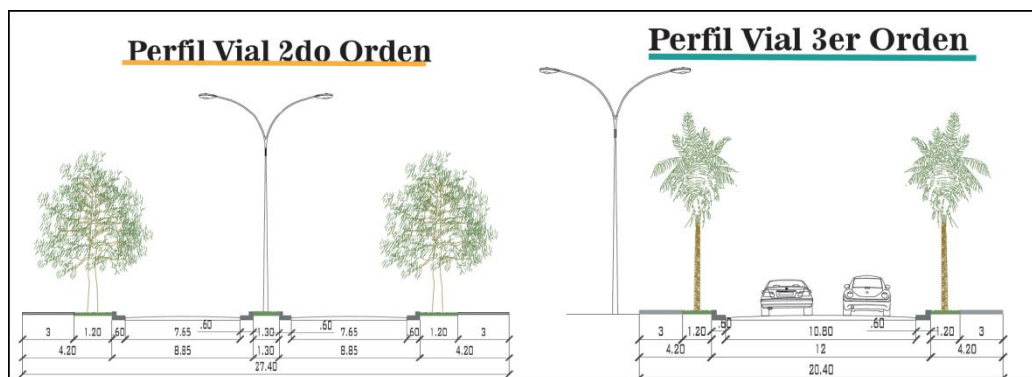 Perfil Vial 2do Orden
.60 .60
3 1.20 .60 7.65 1.30 7.65 .60 1.20 3
4.20 8.85 1.30 8.85 4.20
27.40
Perfil Vial 3er Orden
.60 .60
3 1.20 10.80 1.20 3
4.20 12 4.20
20.40